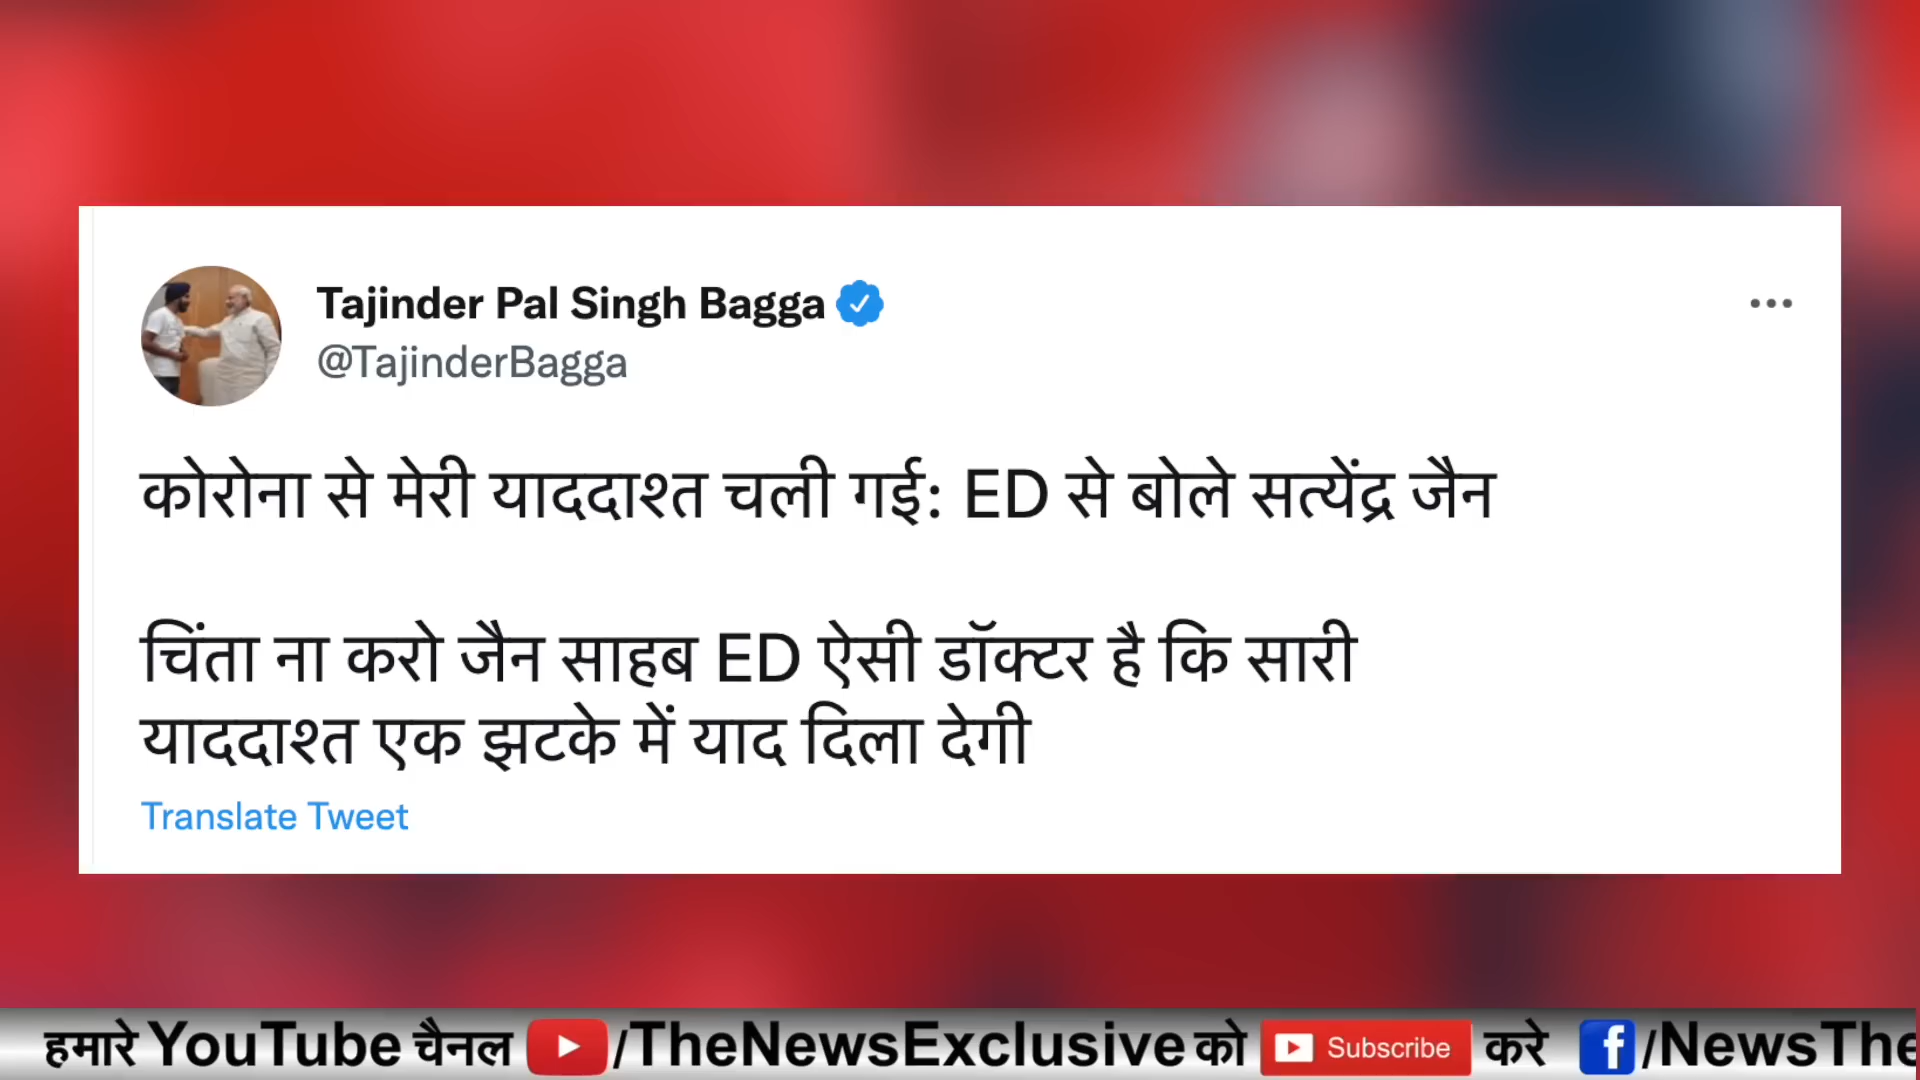 Tajinder Pal Singh Bagga
@TajinderBagga
कोरोना से मेरी याददाश्त चली गई: ED से बोले सत्येंद्र जैन
चिंता ना करो जैन साहब ED ऐसी डॉक्टर है कि सारी
याददाश्त एक झटके में याद दिला देगी
Translate Tweet
हमारे YouTube चैनल /TheNewsExclusive को Subscribe करे /NewsThe